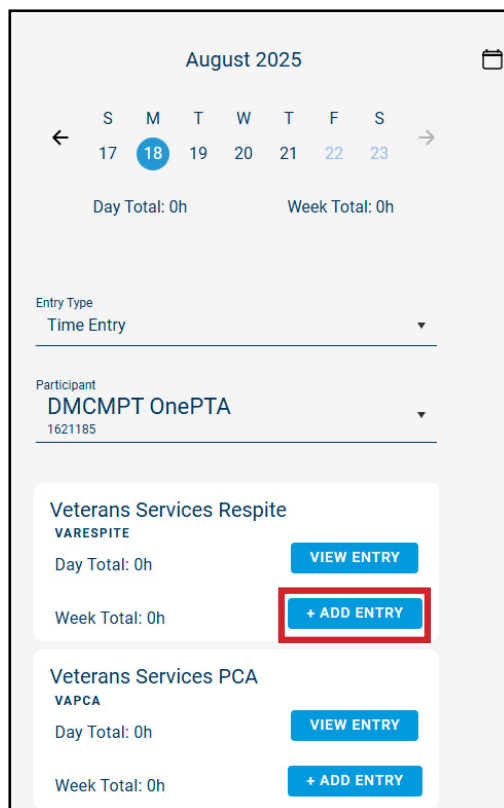 August 2025
S M T W T F S
17 18 19 20 21 22 23
Day Total: 0h Week Total: 0h
Entry Type
Time Entry
Participant
DMCMPT OnePTA
1621185
Veterans Services Respite
VARESPITE
Day Total: 0h VIEW ENTRY
Week Total: 0h + ADD ENTRY
Veterans Services PCA
VAPCA
Day Total: 0h VIEW ENTRY
Week Total: 0h + ADD ENTRY